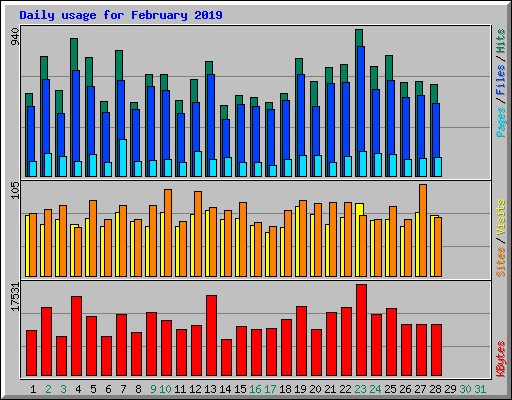 Daily usage for February 2019
940
Pages / Files / Hits
105
Sites / Visits
17531
KBytes
1 2 3 4 5 6 7 8 9 10 11 12 13 14 15 16 17 18 19 20 21 22 23 24 25 26 27 28 29 30 31